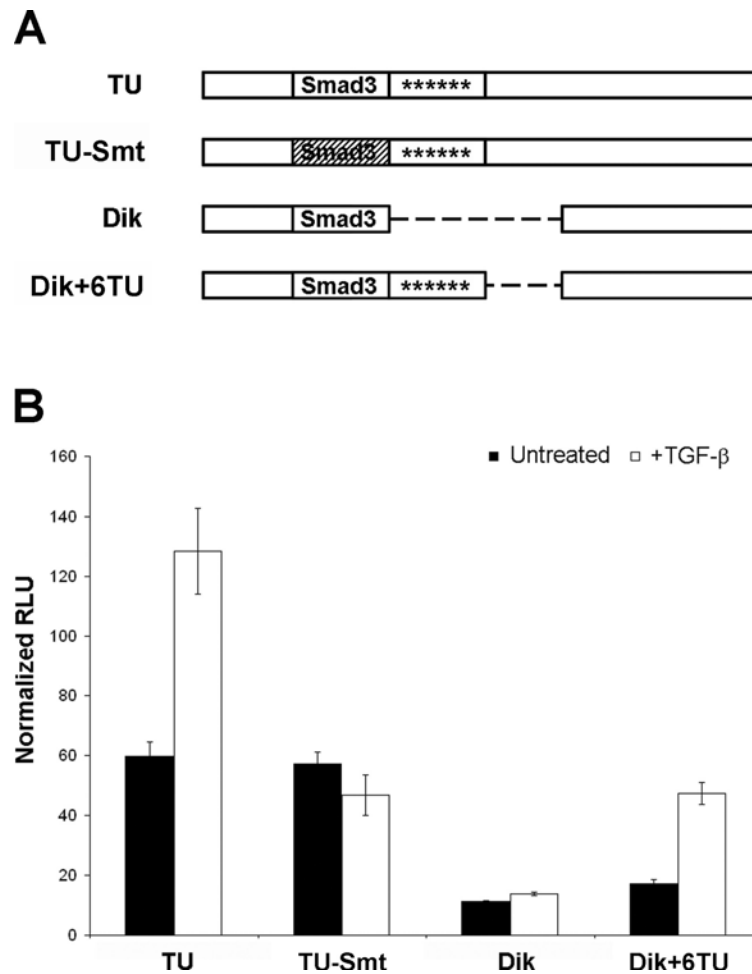 A
TU
Smad3 ******
TU-Smt
Smad3 ******
Dik
Smad3
Dik+6TU
Smad3 ******
B
■ Untreated □ +TGF-β
Normalized RLU
160
140
120
100
80
60
40
20
0
TU TU-Smt Dik Dik+6TU